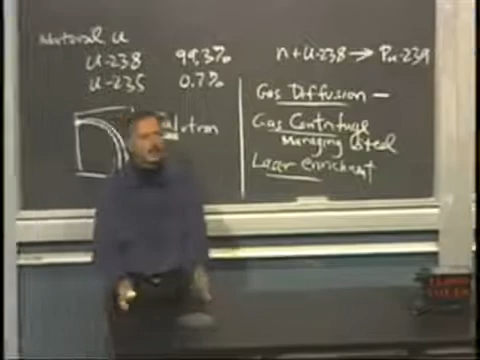 Natural U
U-238 99.3%
U-235 0.7%
n + U-238 → Pu-239
Gas Diffusion —
Gas Centrifuge
Maraging Steel
Laser enrichment